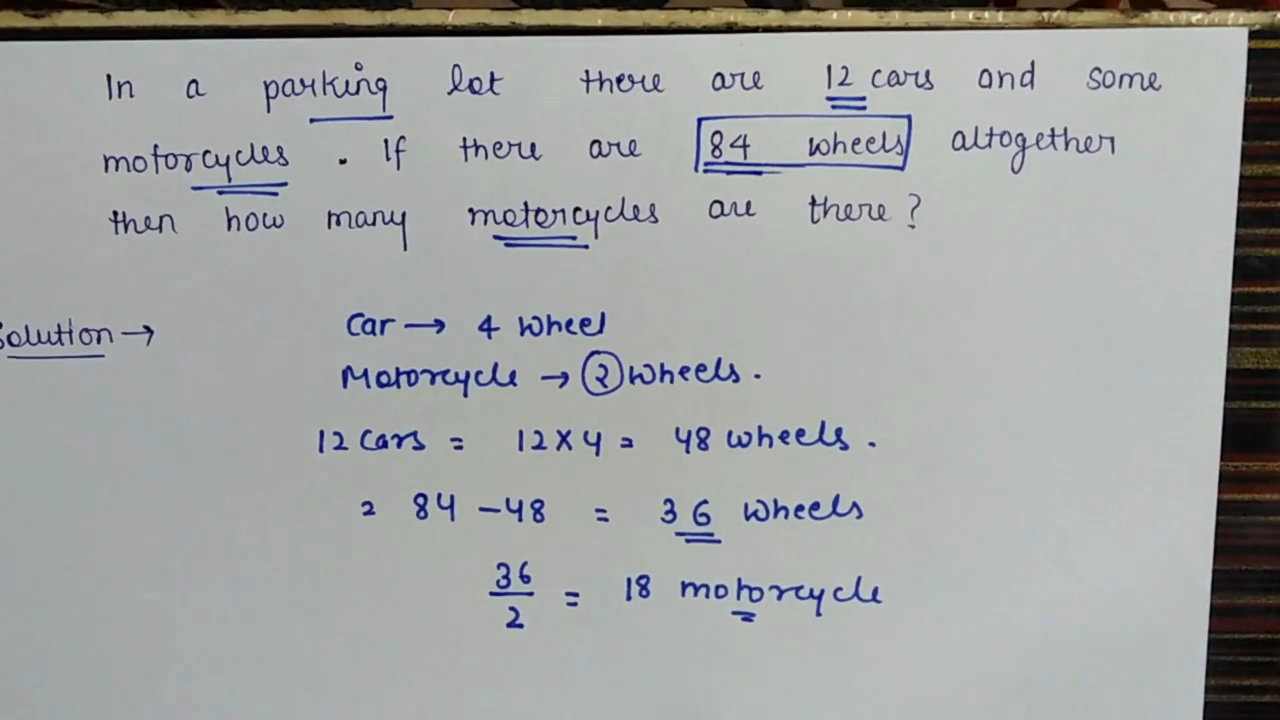 In a parking lot there are 12 cars and some
motorcycles. If there are 84 wheels altogether
then how many motorcycles are there?
Solution →
Car → 4 wheel
Motorcycle → 2 wheels.
12 cars = 12 × 4 = 48 wheels.
= 84 - 48 = 36 wheels
36/2 = 18 motorcycle